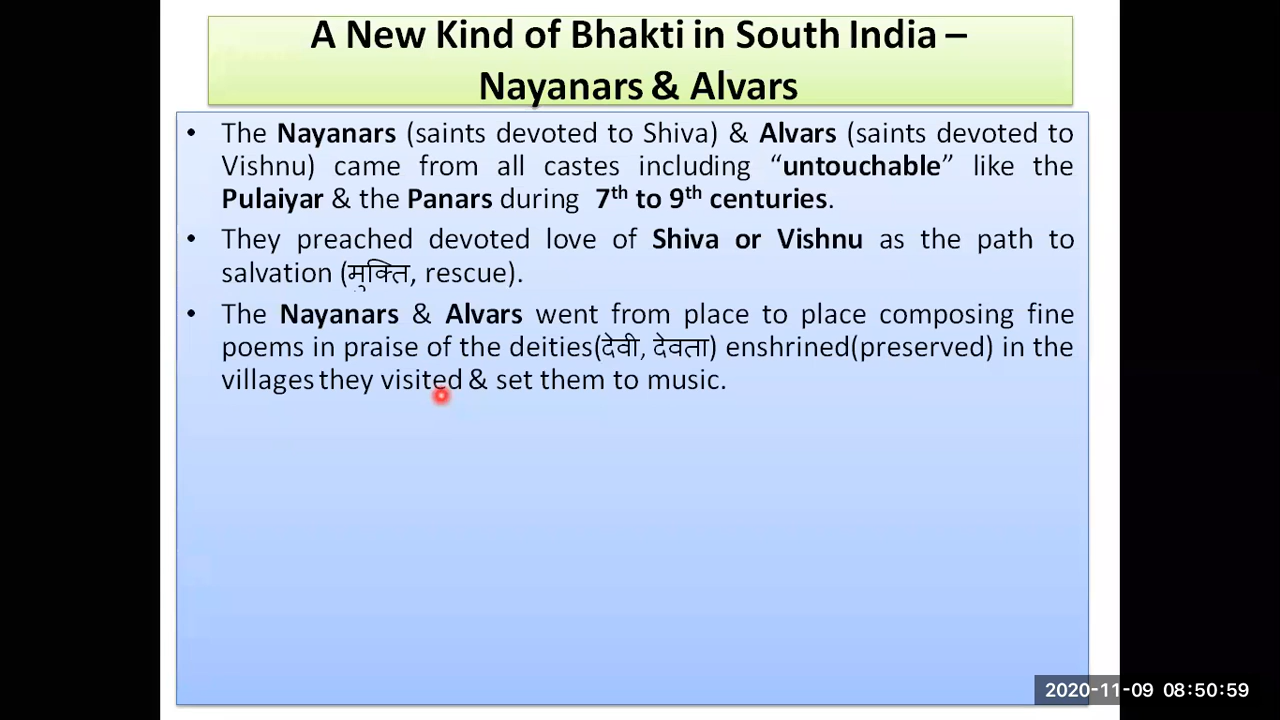 A New Kind of Bhakti in South India –
Nayanars & Alvars
• The Nayanars (saints devoted to Shiva) & Alvars (saints devoted to
Vishnu) came from all castes including “untouchable” like the
Pulaiyar & the Panars during 7th to 9th centuries.
• They preached devoted love of Shiva or Vishnu as the path to
salvation (मुक्ति, rescue).
• The Nayanars & Alvars went from place to place composing fine
poems in praise of the deities(देवी, देवता) enshrined(preserved) in the
villages they visited & set them to music.
2020-11-09 08:50:59